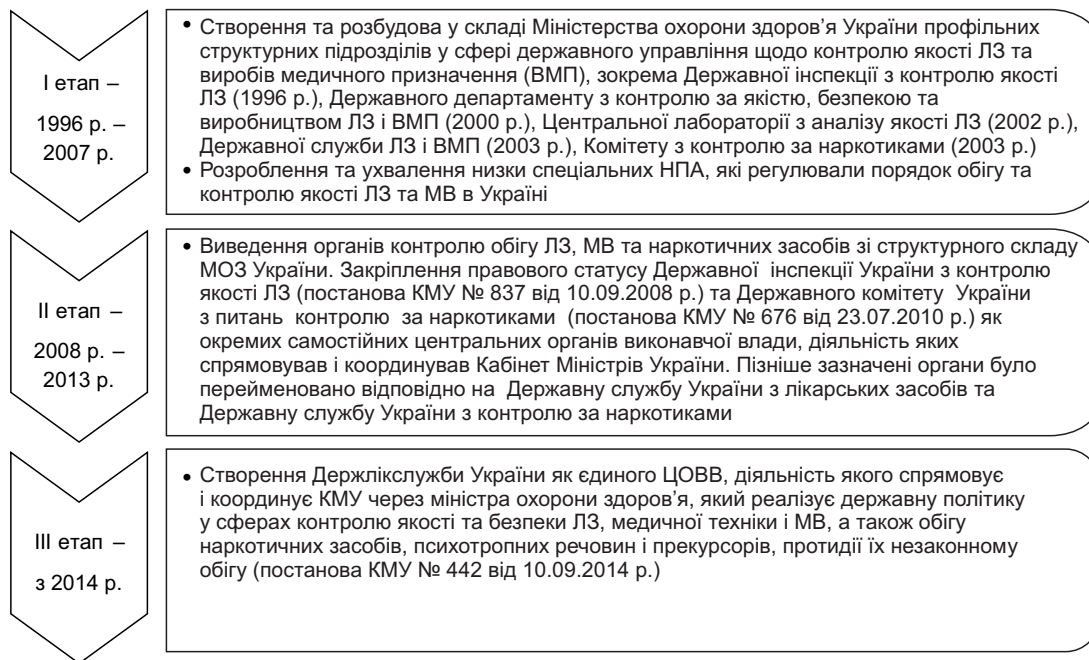 I етап –
1996 р. –
2007 р.
• Створення та розбудова у складі Міністерства охорони здоров’я України профільних
структурних підрозділів у сфері державного управління щодо контролю якості ЛЗ та
виробів медичного призначення (ВМП), зокрема Державної інспекції з контролю якості
ЛЗ (1996 р.), Державного департаменту з контролю за якістю, безпекою та
виробництвом ЛЗ і ВМП (2000 р.), Центральної лабораторії з аналізу якості ЛЗ (2002 р.),
Державної служби ЛЗ і ВМП (2003 р.), Комітету з контролю за наркотиками (2003 р.)
• Розроблення та ухвалення низки спеціальних НПА, які регулювали порядок обігу та
контролю якості ЛЗ та МВ в Україні
II етап –
2008 р. –
2013 р.
• Виведення органів контролю обігу ЛЗ, МВ та наркотичних засобів зі структурного складу
МОЗ України. Закріплення правового статусу Державної інспекції України з контролю
якості ЛЗ (постанова КМУ № 837 від 10.09.2008 р.) та Державного комітету України
з питань контролю за наркотиками (постанова КМУ № 676 від 23.07.2010 р.) як
окремих самостійних центральних органів виконавчої влади, діяльність яких
спрямовував і координував Кабінет Міністрів України. Пізніше зазначені органи було
перейменовано відповідно на Державну службу України з лікарських засобів та
Державну службу України з контролю за наркотиками
III етап –
з 2014 р.
• Створення Держлікслужби України як єдиного ЦОВВ, діяльність якого спрямовує
і координує КМУ через міністра охорони здоров’я, який реалізує державну політику
у сферах контролю якості та безпеки ЛЗ, медичної техніки і МВ, а також обігу
наркотичних засобів, психотропних речовин і прекурсорів, протидії їх незаконному
обігу (постанова КМУ № 442 від 10.09.2014 р.)